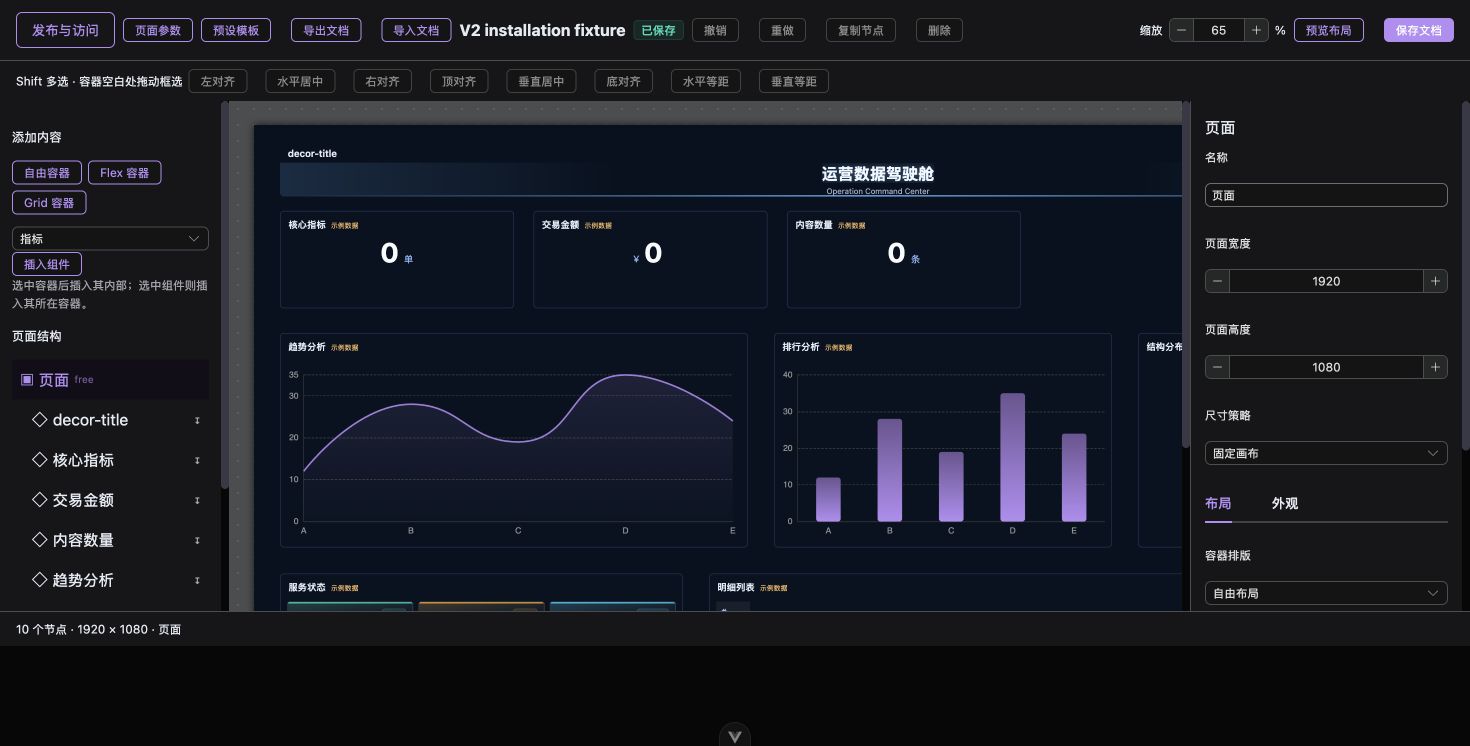 发布与访问 页面参数 预设模板 导出文档 导入文档 V2 installation fixture 已保存 撤销 重做 复制节点 删除 缩放 − 65 + % 预览布局 保存文档
Shift 多选 · 容器空白处拖动框选 左对齐 水平居中 右对齐 顶对齐 垂直居中 底对齐 水平等距 垂直等距
添加内容
自由容器 Flex 容器
Grid 容器
指标
插入组件
选中容器后插入其内部；选中组件则插
入其所在容器。
页面结构
页面 free
decor-title
核心指标
交易金额
内容数量
趋势分析
decor-title
运营数据驾驶舱
Operation Command Center
核心指标 示例数据
0 单
交易金额 示例数据
¥ 0
内容数量 示例数据
0 条
趋势分析 示例数据
35
30
20
10
0
A B C D E
排行分析 示例数据
40
30
20
10
0
A B C D E
结构分布
服务状态 示例数据
明细列表 示例数据
页面
名称
页面
页面宽度
− 1920 +
页面高度
− 1080 +
尺寸策略
固定画布
布局 外观
容器排版
自由布局
10 个节点 · 1920 × 1080 · 页面